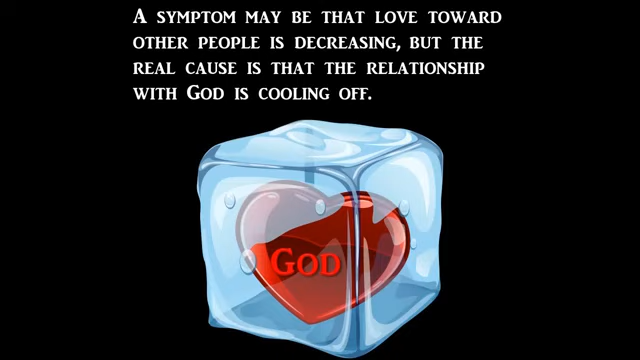 A symptom may be that love toward
other people is decreasing, but the
real cause is that the relationship
with God is cooling off.
God